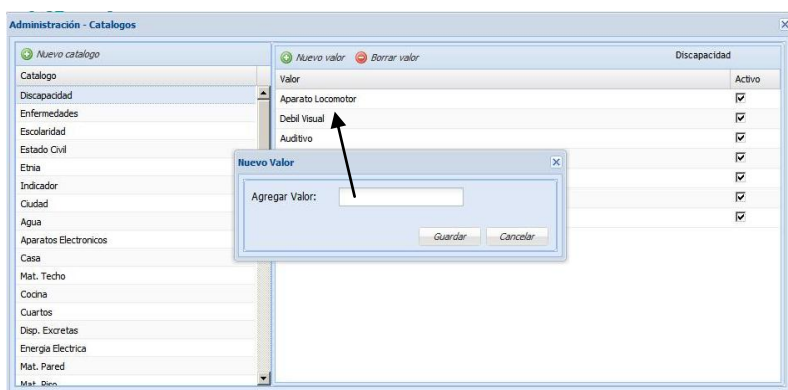 Administración - Catalogos
Nuevo catalogo
Catalogo
Discapacidad
Enfermedades
Escolaridad
Estado Civil
Etnia
Indicador
Ciudad
Agua
Aparatos Electronicos
Casa
Mat. Techo
Cocina
Cuartos
Disp. Excretas
Energia Electrica
Mat. Pared
Mat. Piso
Nuevo valor Borrar valor Discapacidad
Valor Activo
Aparato Locomotor
Debil Visual
Auditivo
Nuevo Valor
Agregar Valor:
Guardar Cancelar